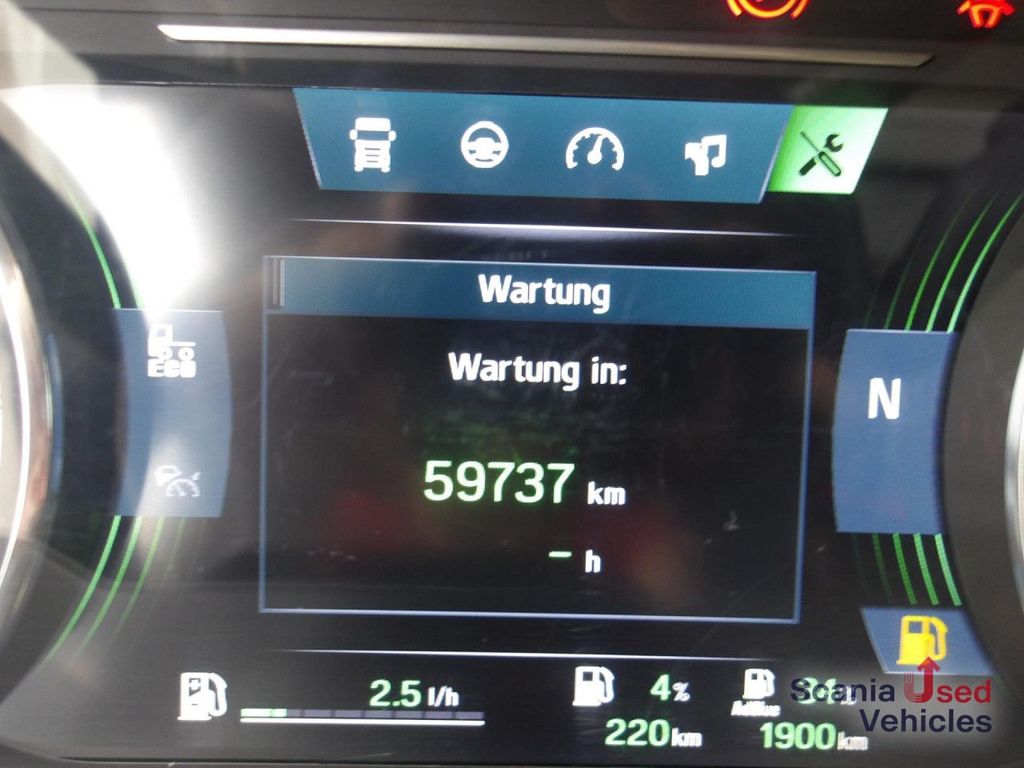 Wartung
Wartung in:
ECO
N
59737 km
– h
2.5 l/h
4%
AdBlue
220 km
1900 km
Scania Used
Vehicles